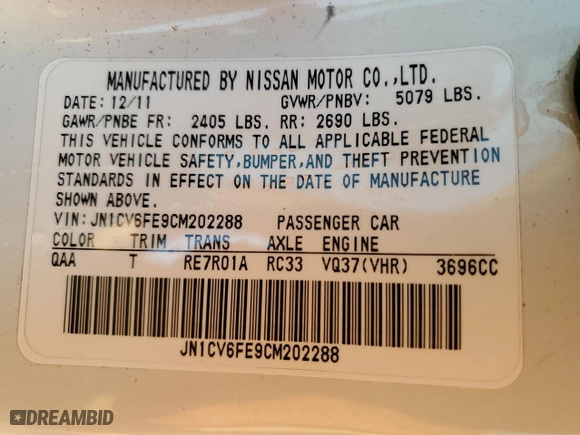 MANUFACTURED BY NISSAN MOTOR CO.,LTD.
DATE: 12/11 GVWR/PNBV: 5079 LBS.
GAWR/PNBE FR: 2405 LBS. RR: 2690 LBS.
THIS VEHICLE CONFORMS TO ALL APPLICABLE FEDERAL
MOTOR VEHICLE SAFETY,BUMPER,AND THEFT PREVENTION
STANDARDS IN EFFECT ON THE DATE OF MANUFACTURE
SHOWN ABOVE.
VIN:JN1CV6FE9CM202288 PASSENGER CAR
COLOR TRIM TRANS AXLE ENGINE
QAA T RE7R01A RC33 VQ37(VHR) 3696CC
JN1CV6FE9CM202288
DREAMBID